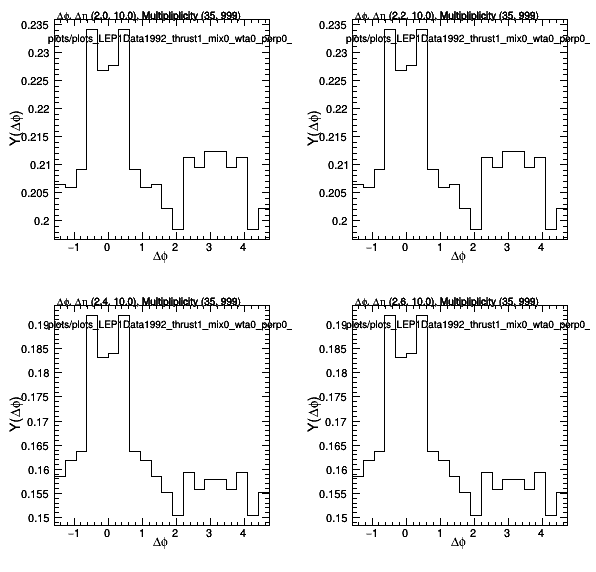 Δϕ, Δη (2.0, 10.0), Multipliplicity (35, 999)
plots/plots_LEP1Data1992_thrust1_mix0_wta0_perp0_
Y(Δϕ)
0.235
0.23
0.225
0.22
0.215
0.21
0.205
0.2
−1 0 1 2 3 4
Δϕ
Δϕ, Δη (2.2, 10.0), Multipliplicity (35, 999)
plots/plots_LEP1Data1992_thrust1_mix0_wta0_perp0_
Y(Δϕ)
0.235
0.23
0.225
0.22
0.215
0.21
0.205
0.2
−1 0 1 2 3 4
Δϕ
Δϕ, Δη (2.4, 10.0), Multipliplicity (35, 999)
plots/plots_LEP1Data1992_thrust1_mix0_wta0_perp0_
Y(Δϕ)
0.19
0.185
0.18
0.175
0.17
0.165
0.16
0.155
0.15
−1 0 1 2 3 4
Δϕ
Δϕ, Δη (2.6, 10.0), Multipliplicity (35, 999)
plots/plots_LEP1Data1992_thrust1_mix0_wta0_perp0_
Y(Δϕ)
0.19
0.185
0.18
0.175
0.17
0.165
0.16
0.155
0.15
−1 0 1 2 3 4
Δϕ